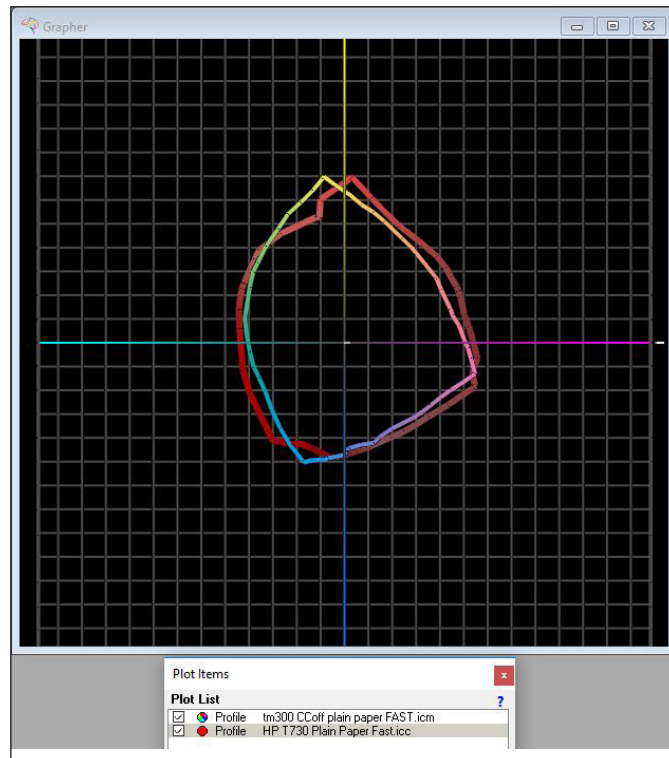 Grapher
Plot Items
Plot List ?
Profile tm300 CCoff plain paper FAST.icm
Profile HP T730 Plain Paper Fast.icc